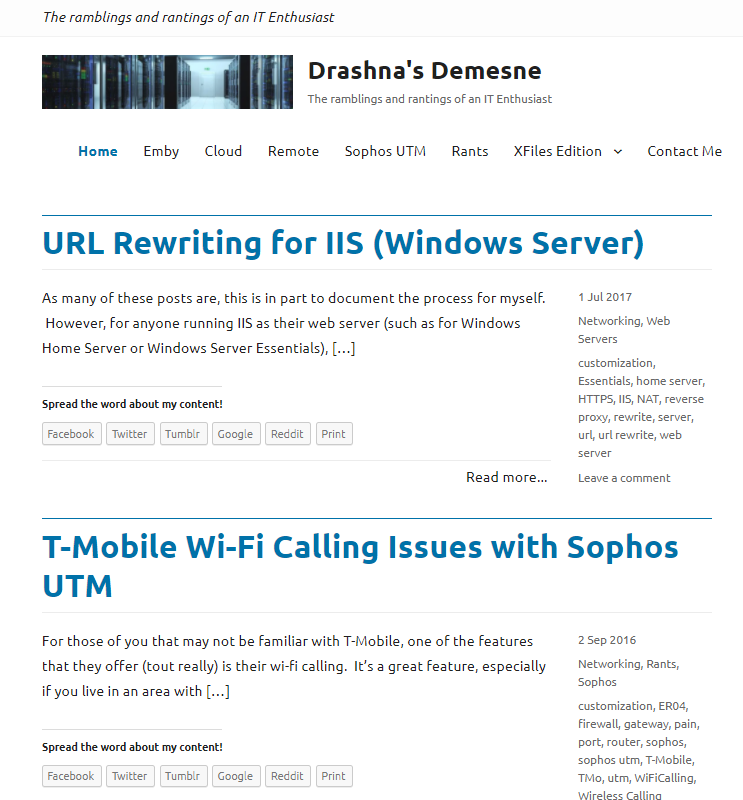 The ramblings and rantings of an IT Enthusiast
Drashna's Demesne
The ramblings and rantings of an IT Enthusiast
Home Emby Cloud Remote Sophos UTM Rants XFiles Edition Contact Me
URL Rewriting for IIS (Windows Server)
As many of these posts are, this is in part to document the process for myself.
However, for anyone running IIS as their web server (such as for Windows
Home Server or Windows Server Essentials), […]
Spread the word about my content!
Facebook Twitter Tumblr Google Reddit Print
Read more...
1 Jul 2017
Networking, Web
Servers
customization,
Essentials, home server,
HTTPS, IIS, NAT, reverse
proxy, rewrite, server,
url, url rewrite, web
server
Leave a comment
T-Mobile Wi-Fi Calling Issues with Sophos
UTM
For those of you that may not be familiar with T-Mobile, one of the features
that they offer (tout really) is their wi-fi calling.  It's a great feature, especially
if you live in an area with […]
Spread the word about my content!
Facebook Twitter Tumblr Google Reddit Print
2 Sep 2016
Networking, Rants,
Sophos
customization, ER04,
firewall, gateway, pain,
port, router, sophos,
sophos utm, T-Mobile,
TMo, utm, WiFiCalling,
Wireless Calling